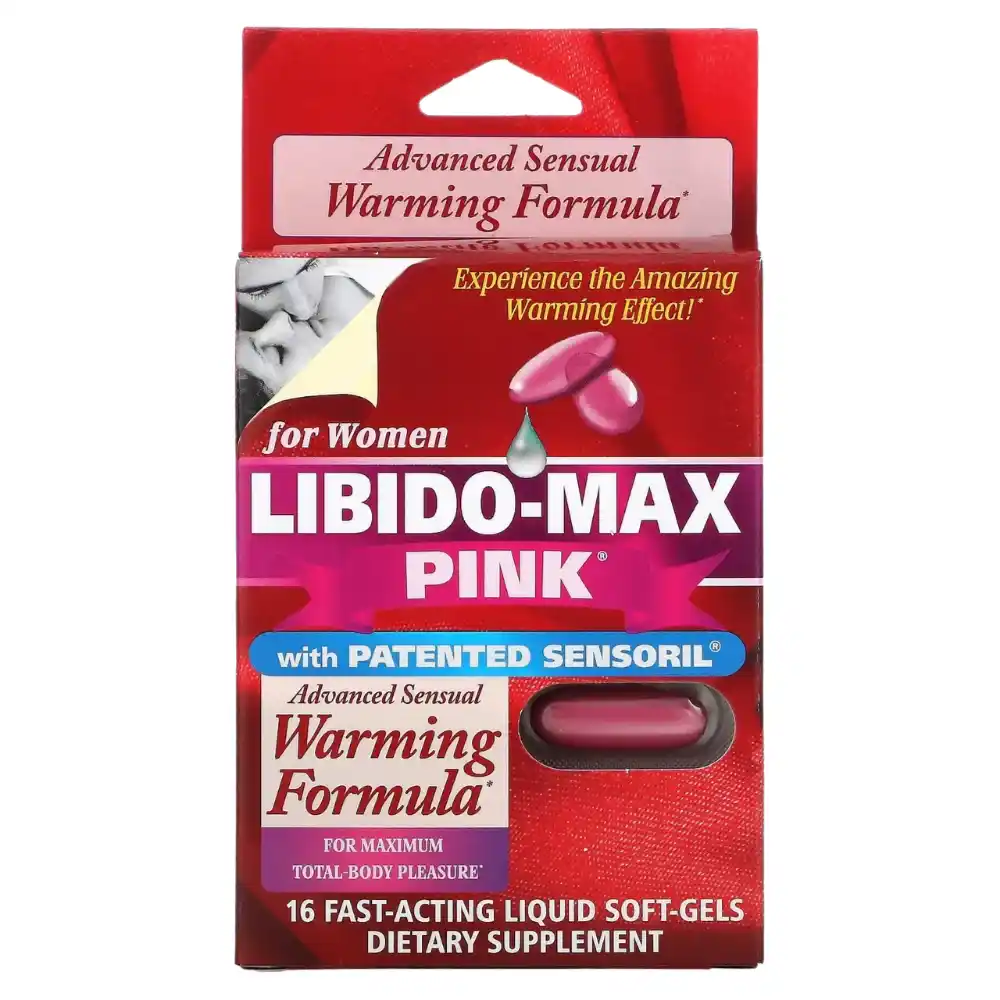 Advanced Sensual
Warming Formula*
Experience the Amazing
Warming Effect!*
for Women
LIBIDO-MAX
PINK®
with PATENTED SENSORIL®
Advanced Sensual
Warming
Formula*
FOR MAXIMUM
TOTAL-BODY PLEASURE*
16 FAST-ACTING LIQUID SOFT-GELS
DIETARY SUPPLEMENT